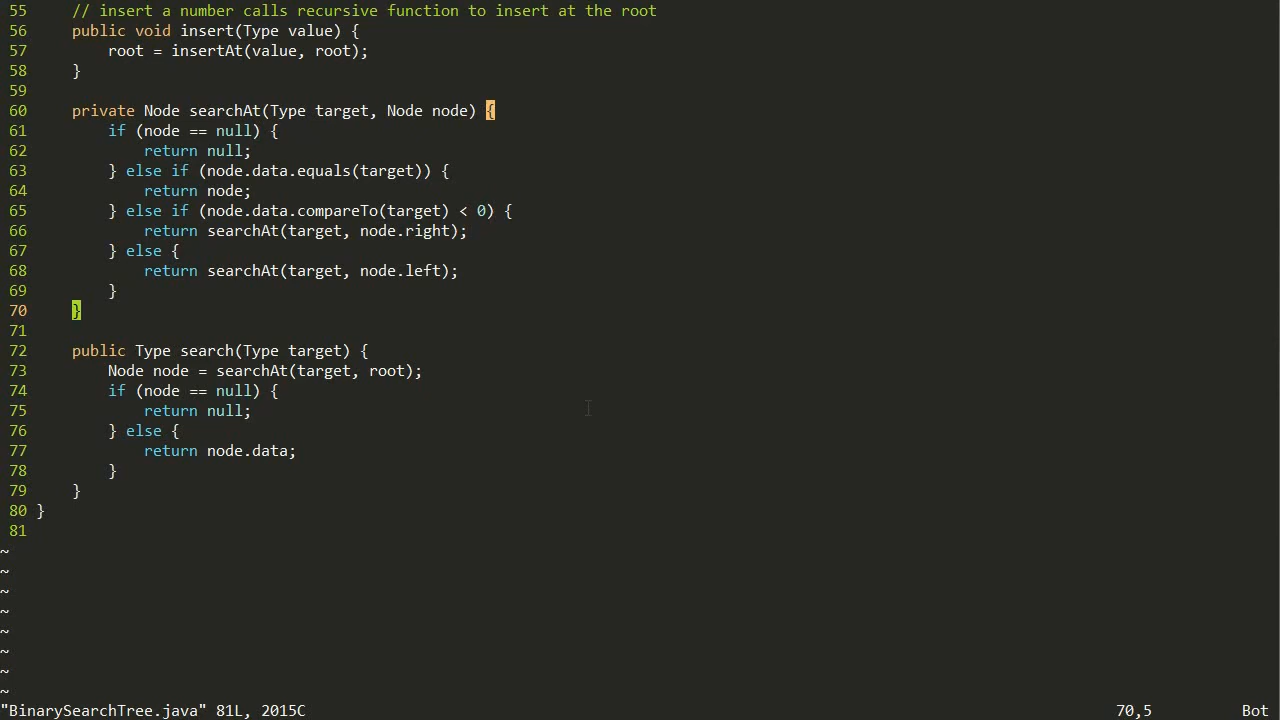 55     // insert a number calls recursive function to insert at the root
56     public void insert(Type value) {
57         root = insertAt(value, root);
58     }
59
60     private Node searchAt(Type target, Node node) {
61         if (node == null) {
62             return null;
63         } else if (node.data.equals(target)) {
64             return node;
65         } else if (node.data.compareTo(target) < 0) {
66             return searchAt(target, node.right);
67         } else {
68             return searchAt(target, node.left);
69         }
70     }
71
72     public Type search(Type target) {
73         Node node = searchAt(target, root);
74         if (node == null) {
75             return null;
76         } else {
77             return node.data;
78         }
79     }
80 }
81
~
~
~
~
~
~
~
~
"BinarySearchTree.java" 81L, 2015C 70,5 Bot